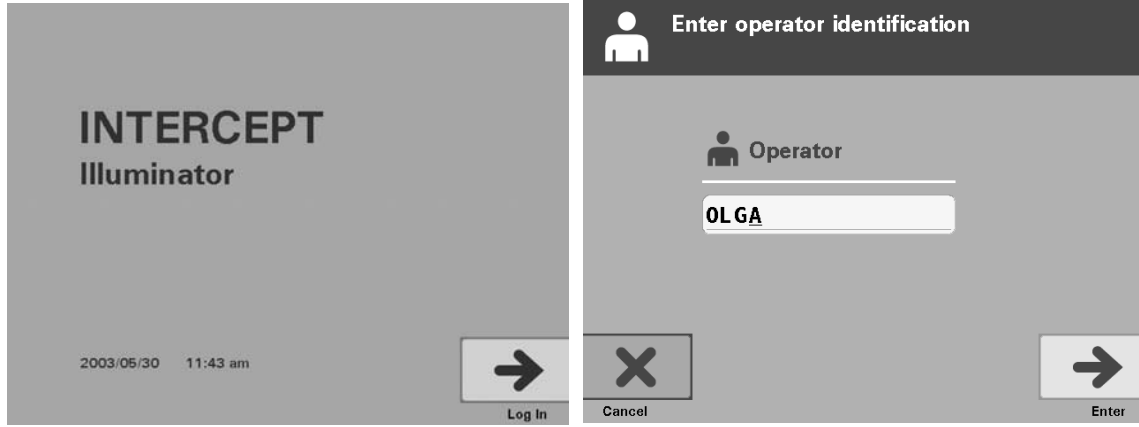 INTERCEPT
Illuminator
2003/05/30 11:43 am
Log In
Enter operator identification
Operator
OLGA
Cancel
Enter